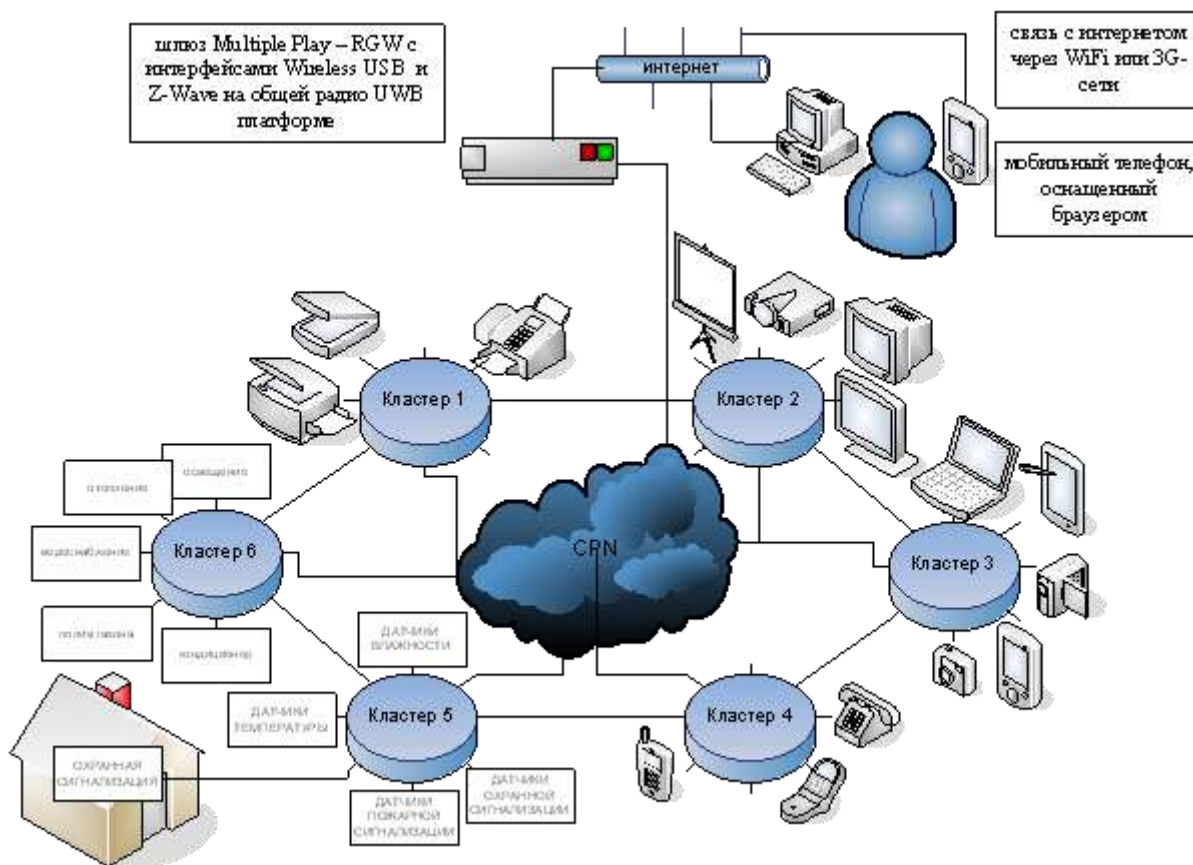 шлюз Multiple Play – RGW с
интерфейсами Wireless USB и
Z-Wave на общей радио UWB
платформе
интернет
связь с интернетом
через WiFi или 3G-
сети
мобильный телефон,
оснащенный
браузером
Кластер 1
Кластер 2
освещения
отопления
Кластер 6
водоснабжение
CPN
Кластер 3
полив газона
кондиционер
ДАТЧИКИ
ВЛАЖНОСТИ
ДАТЧИКИ
ТЕМПЕРАТУРЫ
Кластер 5
Кластер 4
ОХРАННАЯ
СИГНАЛИЗАЦИЯ
ДАТЧИКИ
ПОЖАРНОЙ
СИГНАЛИЗАЦИИ
ДАТЧИКИ
ОХРАННОЙ
СИГНАЛИЗАЦИИ